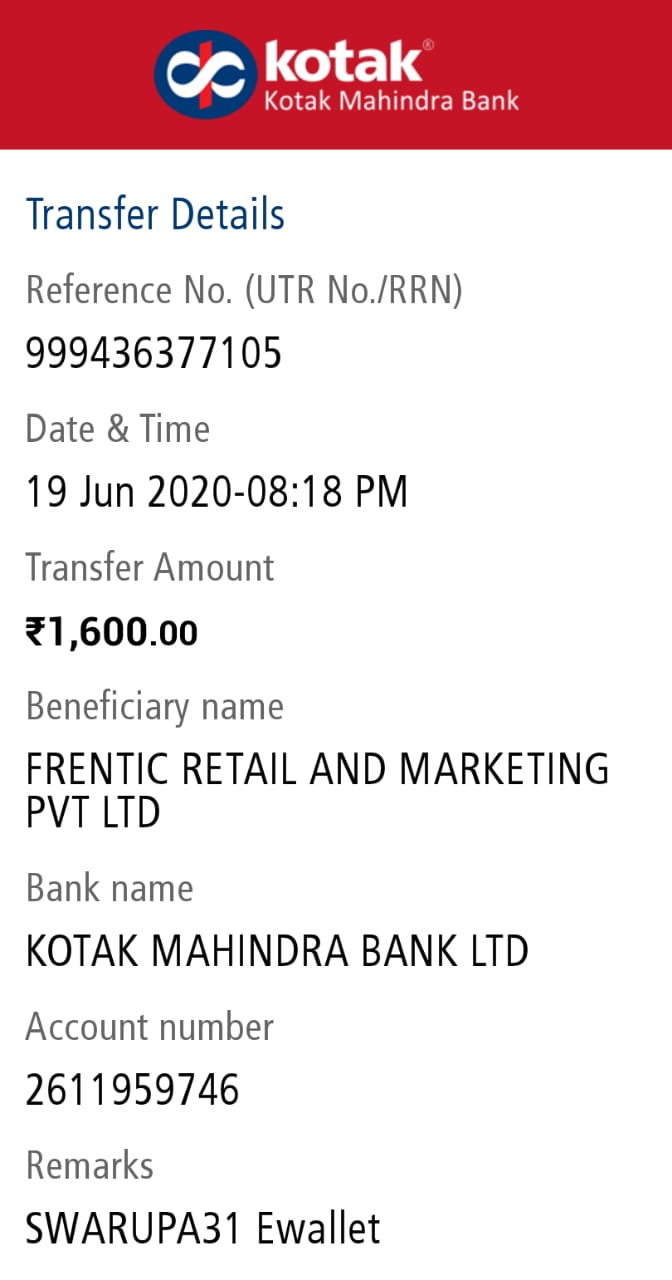 kotak®
Kotak Mahindra Bank
Transfer Details
Reference No. (UTR No./RRN)
999436377105
Date & Time
19 Jun 2020-08:18 PM
Transfer Amount
₹1,600.00
Beneficiary name
FRENTIC RETAIL AND MARKETING
PVT LTD
Bank name
KOTAK MAHINDRA BANK LTD
Account number
2611959746
Remarks
SWARUPA31 Ewallet